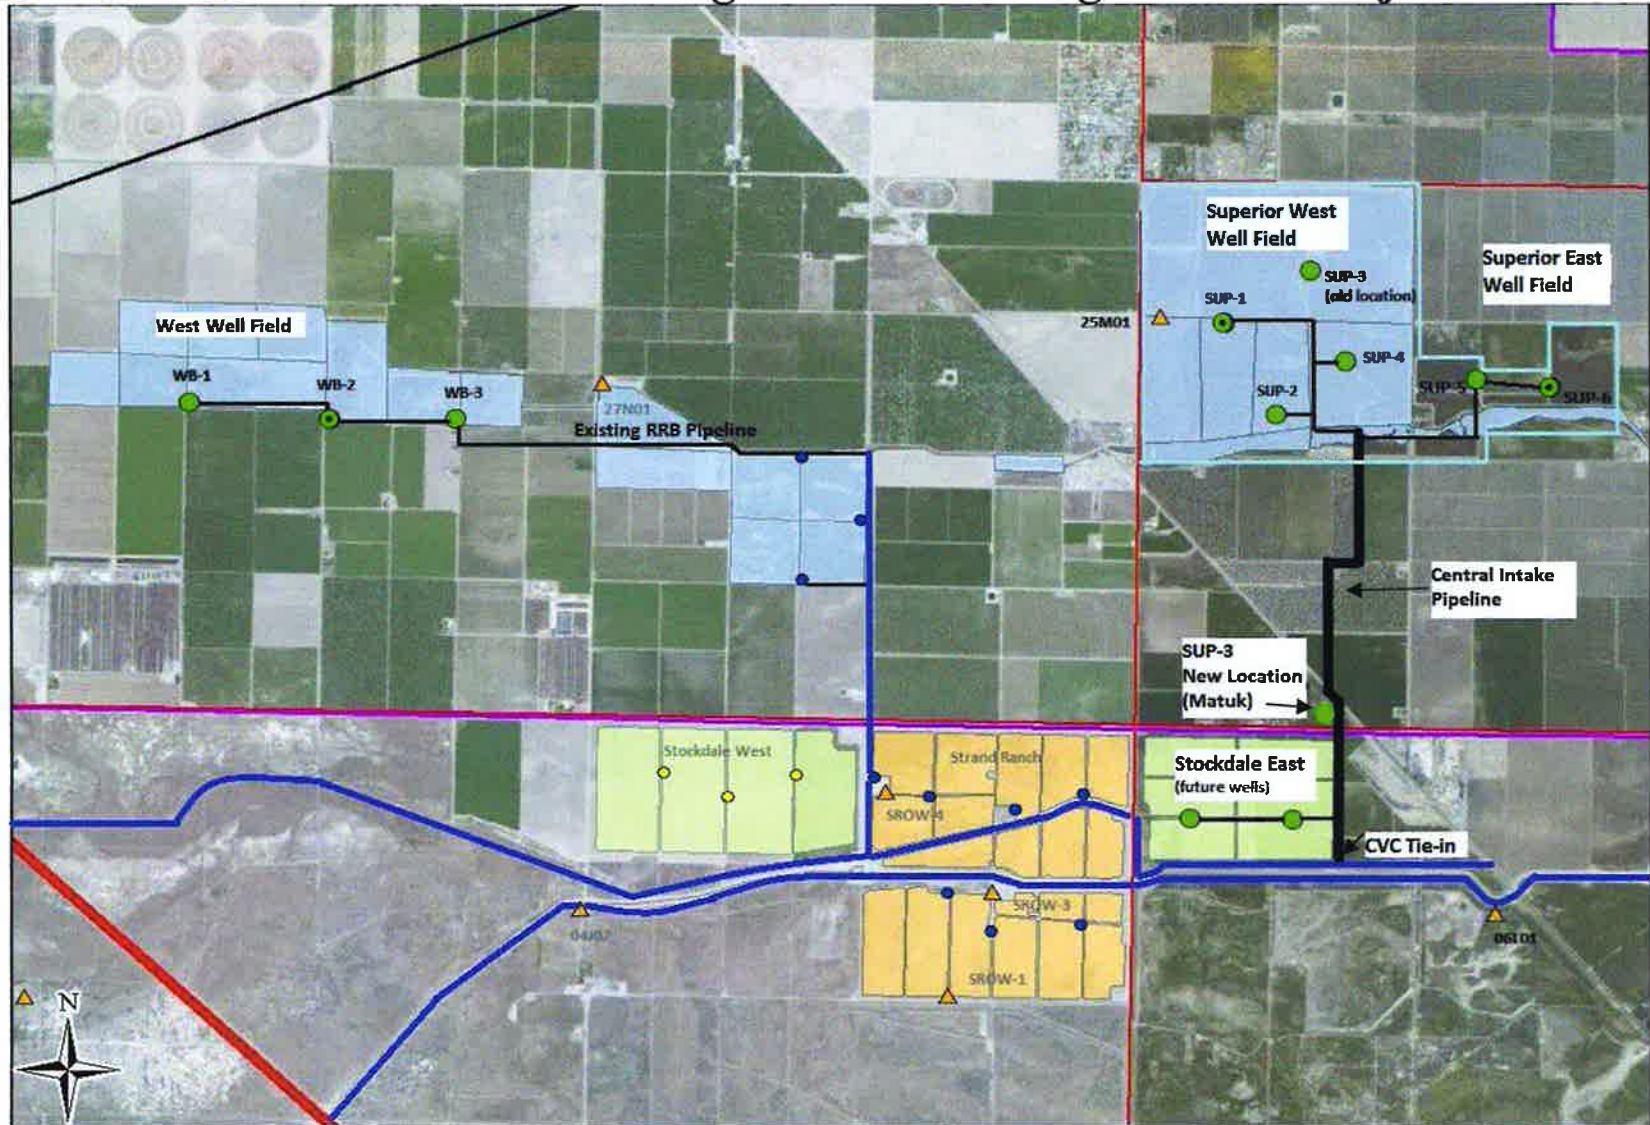 Superior West
Well Field
Superior East
Well Field
SUP-3
(old location)
SUP-1
25M01
West Well Field
SUP-4
WB-1
WB-2
WB-3
SUP-2
SUP-5
SUP-6
27N01
Existing RRB Pipeline
Central Intake
Pipeline
SUP-3
New Location
(Matuk)
Stockdale West
Strand Ranch
Stockdale East
(future wells)
SROW-4
CVC Tie-in
SROW-3
04J02
SROW-1
N